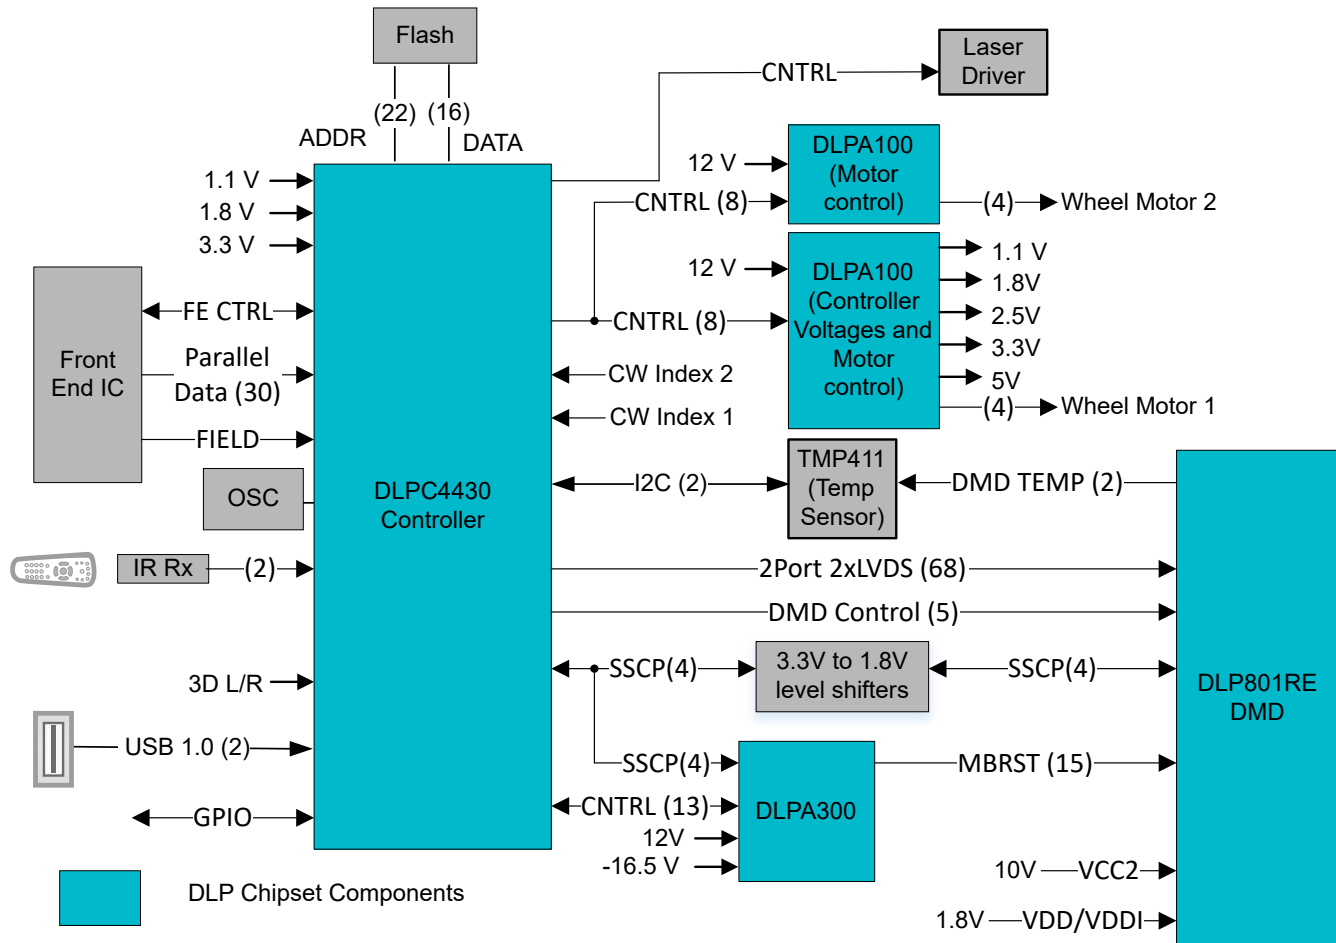 Flash
Laser
Driver
CNTRL
(22)
(16)
ADDR
DATA
DLPA100
(Motor
control)
12 V
CNTRL (8)
(4)
Wheel Motor 2
1.1 V
1.8 V
3.3 V
12 V
DLPA100
(Controller
Voltages and
Motor
control)
1.1 V
1.8V
2.5V
3.3V
5V
(4)
Wheel Motor 1
CNTRL (8)
CW Index 2
CW Index 1
Front
End IC
FE CTRL
Parallel
Data (30)
FIELD
OSC
DLPC4430
Controller
I2C (2)
TMP411
(Temp
Sensor)
DMD TEMP (2)
IR Rx
(2)
2Port 2xLVDS (68)
DMD Control (5)
SSCP(4)
3.3V to 1.8V
level shifters
SSCP(4)
DLP801RE
DMD
3D L/R
USB 1.0 (2)
GPIO
SSCP(4)
CNTRL (13)
12V
-16.5 V
DLPA300
MBRST (15)
10V
VCC2
1.8V
VDD/VDDI
DLP Chipset Components